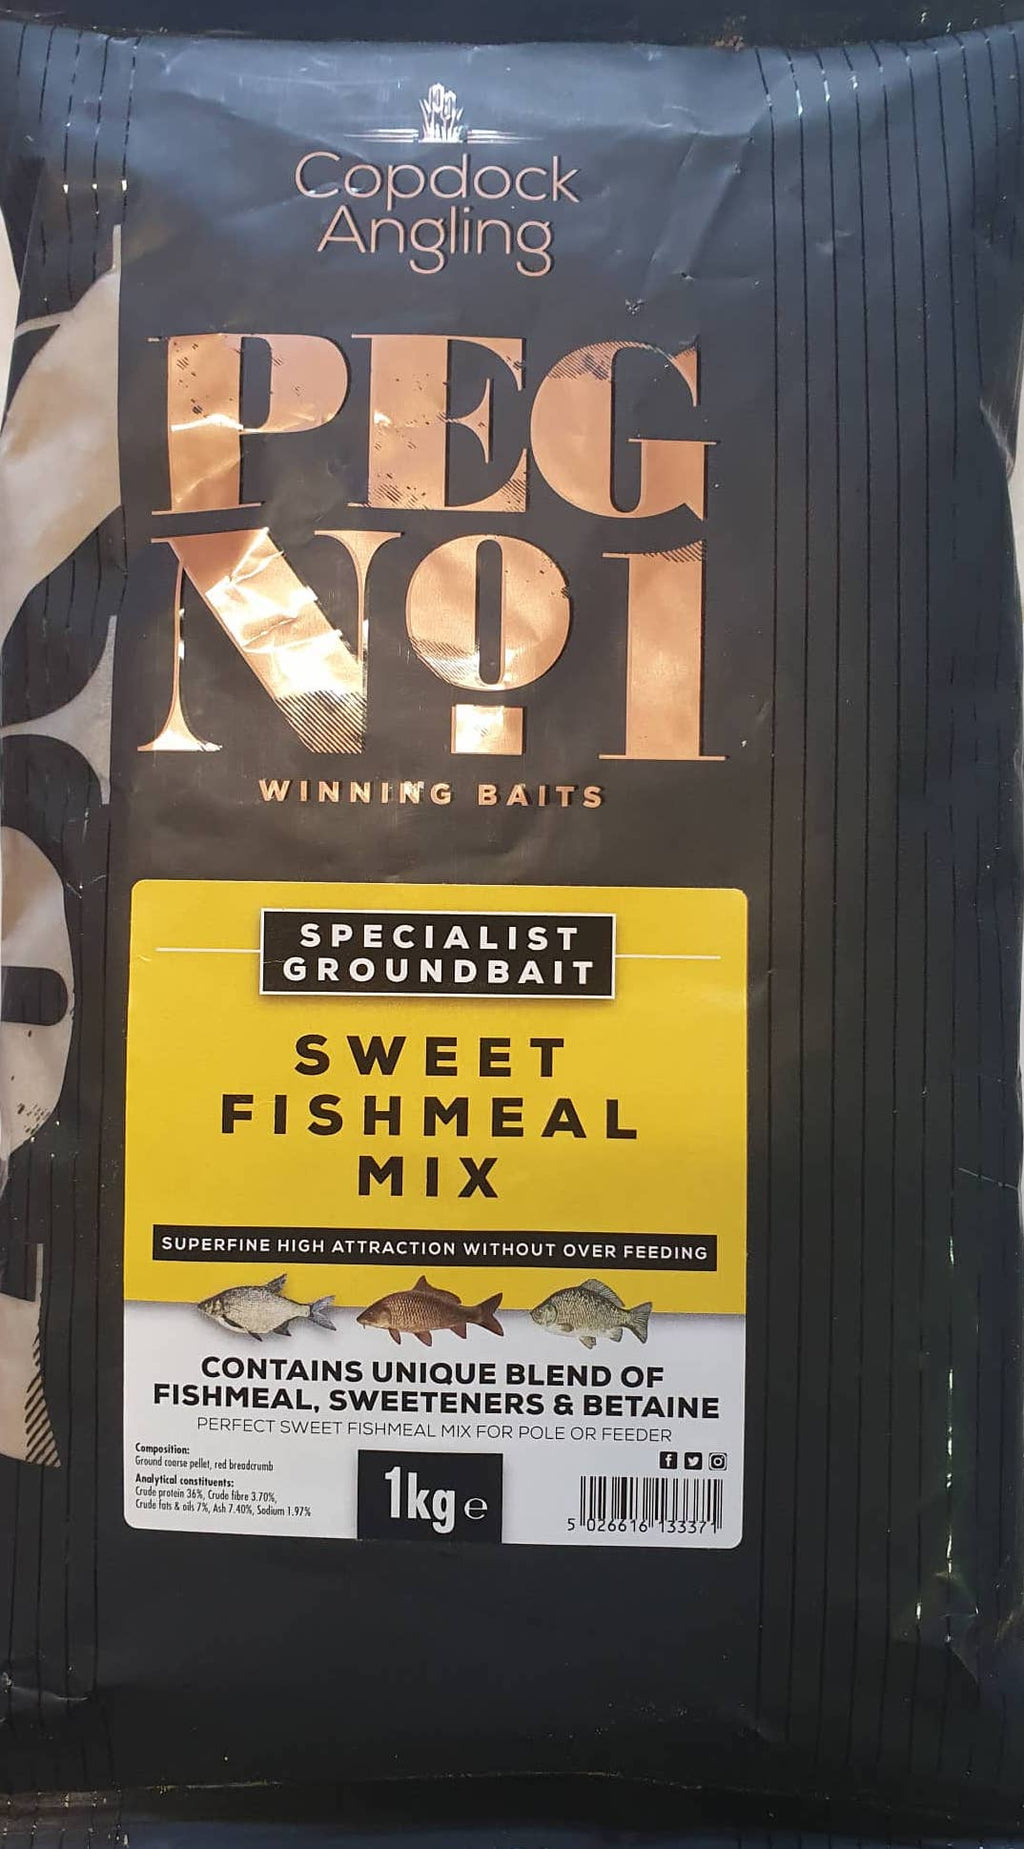 Copdock
Angling
PEG
No1
WINNING BAITS
SPECIALIST
GROUNDBAIT
SWEET
FISHMEAL
MIX
SUPERFINE HIGH ATTRACTION WITHOUT OVER FEEDING
CONTAINS UNIQUE BLEND OF
FISHMEAL, SWEETENERS & BETAINE
PERFECT SWEET FISHMEAL MIX FOR POLE OR FEEDER
Composition:
Ground coarse pellet, red breadcrumb
Analytical constituents:
Crude protein 36%, Crude fibre 3.70%,
Crude fats & oils 7%, Ash 7.40%, Sodium 1.97%
1kg e
5 026616 133371